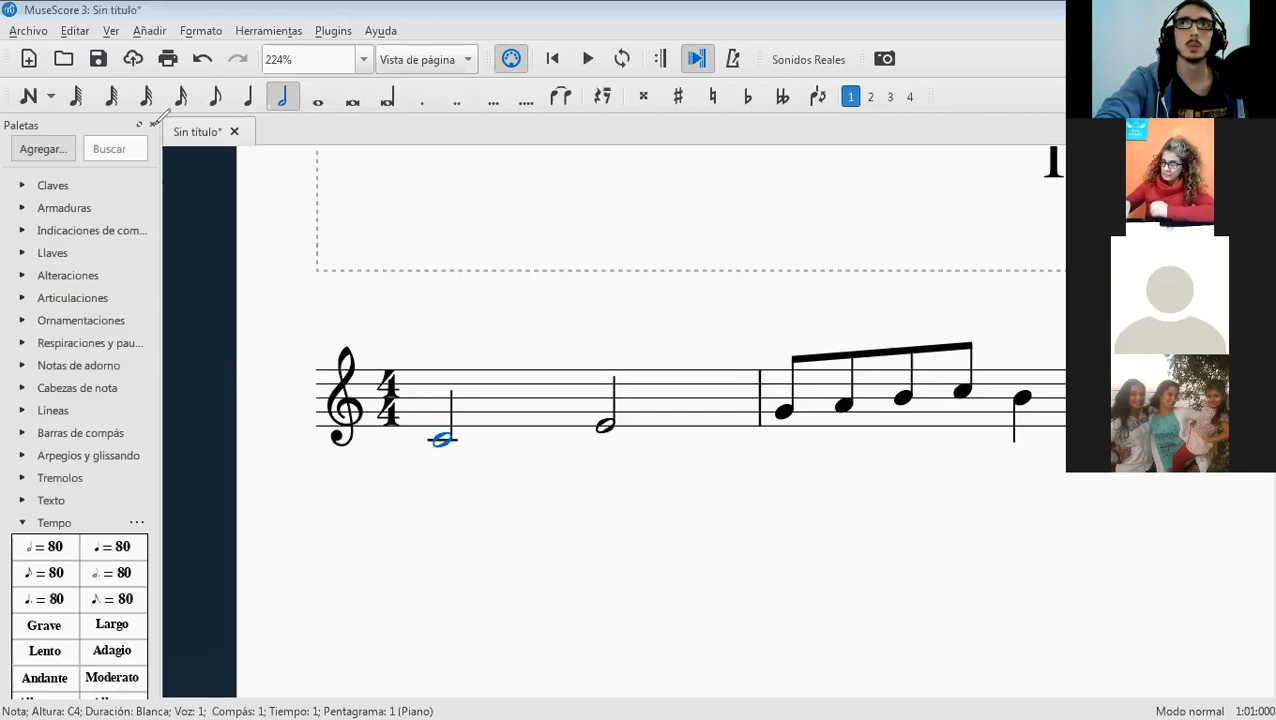 MuseScore 3: Sin título*
Archivo Editar Ver Añadir Formato Herramientas Plugins Ayuda
224% Vista de página Sonidos Reales
1 2 3 4
Paletas
Sin título*
Agregar... Buscar
Claves
Armaduras
Indicaciones de com...
Llaves
Alteraciones
Articulaciones
Ornamentaciones
Respiraciones y pau...
Notas de adorno
Cabezas de nota
Líneas
Barras de compás
Arpegios y glissando
Tremolos
Texto
Tempo
= 80 = 80
= 80 = 80
= 80 = 80
Grave Largo
Lento Adagio
Andante Moderato
4
4
Nota; Altura: C4; Duración: Blanca; Voz: 1; Compás: 1; Tiempo: 1; Pentagrama: 1 (Piano) Modo normal 1:01:000